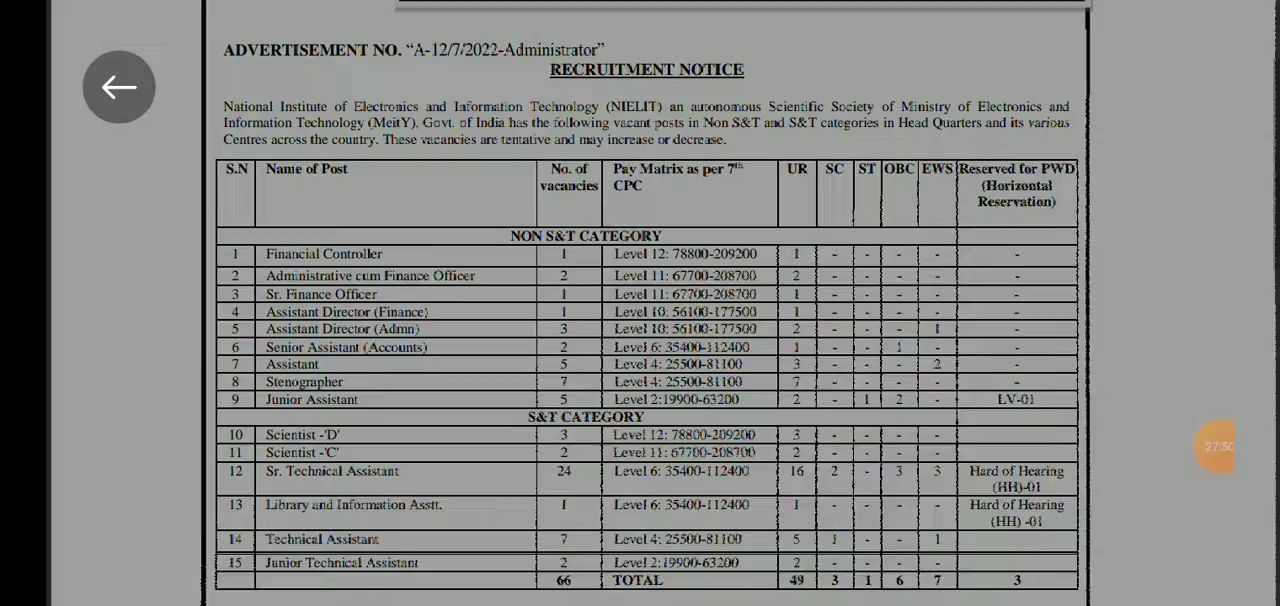 ADVERTISEMENT NO. “A-12/7/2022-Administrator”
RECRUITMENT NOTICE
National Institute of Electronics and Information Technology (NIELIT) an autonomous Scientific Society of Ministry of Electronics and
Information Technology (MeitY), Govt. of India has the following vacant posts in Non S&T and S&T categories in Head Quarters and its various
Centres across the country. These vacancies are tentative and may increase or decrease.
S.N Name of Post No. of vacancies Pay Matrix as per 7th CPC UR SC ST OBC EWS Reserved for PWD (Horizontal Reservation)
NON S&T CATEGORY
1 Financial Controller 1 Level 12: 78800-209200 1 - - - - -
2 Administrative cum Finance Officer 2 Level 11: 67700-208700 2 - - - - -
3 Sr. Finance Officer 1 Level 11: 67700-208700 1 - - - - -
4 Assistant Director (Finance) 1 Level 10: 56100-177500 1 - - - - -
5 Assistant Director (Admn) 3 Level 10: 56100-177500 2 - - - 1 -
6 Senior Assistant (Accounts) 2 Level 6: 35400-112400 1 - - 1 - -
7 Assistant 5 Level 4: 25500-81100 3 - - - 2 -
8 Stenographer 7 Level 4: 25500-81100 7 - - - - -
9 Junior Assistant 5 Level 2:19900-63200 2 - 1 2 - LV-01
S&T CATEGORY
10 Scientist -'D' 3 Level 12: 78800-209200 3 - - - -
11 Scientist -'C' 2 Level 11: 67700-208700 2 - - - -
12 Sr. Technical Assistant 24 Level 6: 35400-112400 16 2 - 3 3 Hard of Hearing (HH)-01
13 Library and Information Asstt. 1 Level 6: 35400-112400 1 - - - - Hard of Hearing (HH) -01
14 Technical Assistant 7 Level 4: 25500-81100 5 1 - - 1
15 Junior Technical Assistant 2 Level 2:19900-63200 2 - - - -
66 TOTAL 49 3 1 6 7 3
27:50